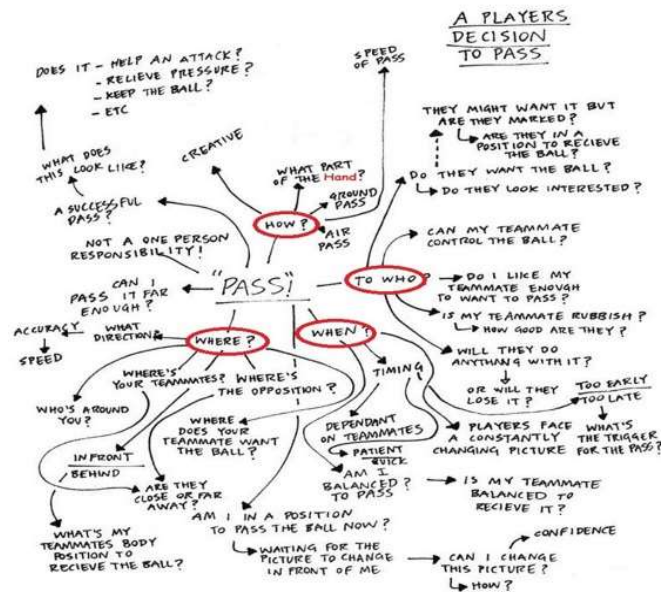 A PLAYERS
DECISION
TO PASS
DOES IT - HELP AN ATTACK?
- RELIEVE PRESSURE?
- KEEP THE BALL?
- ETC
WHAT DOES
THIS LOOK LIKE?
A SUCCESSFUL
PASS?
NOT A ONE PERSON
RESPONSIBILITY!
CREATIVE
WHAT PART
OF THE Hand?
SPEED
OF PASS
GROUND
PASS
AIR
PASS
HOW?
"PASS!"
CAN I
PASS IT FAR
ENOUGH?
THEY MIGHT WANT IT BUT
ARE THEY MARKED?
ARE THEY IN A
POSITION TO RECIEVE
THE BALL?
DO THEY WANT THE BALL?
DO THEY LOOK INTERESTED?
CAN MY TEAMMATE
CONTROL THE BALL?
TO WHO?
DO I LIKE MY
TEAMMATE ENOUGH
TO WANT TO PASS?
IS MY TEAMMATE RUBBISH?
HOW GOOD ARE THEY?
WILL THEY DO
ANYTHANG WITH IT?
OR WILL THEY
LOSE IT?
TOO EARLY
TOO LATE
WHAT'S
THE TRIGGER
FOR THE PASS?
WHERE?
WHAT
DIRECTION?
ACCURACY
SPEED
WHERE'S
YOUR TEAMMATES?
WHERE'S
THE OPPOSITION?
WHO'S AROUND
YOU?
IN FRONT
BEHIND
WHERE
DOES YOUR
TEAMMATE WANT
THE BALL?
ARE THEY
CLOSE OR FAR
AWAY?
WHAT'S MY
TEAMMATES BODY
POSITION TO
RECIEVE THE BALL?
WHEN?
TIMING
DEPENDANT
ON TEAMMATES
PATIENT
QUICK
PLAYERS FACE
A CONSTANTLY
CHANGING PICTURE
AM I
BALANCED?
TO PASS
IS MY TEAMMATE
BALANCED TO
RECIEVE IT?
AM I IN A POSITION
TO PASS THE BALL NOW?
WAITING FOR THE
PICTURE TO CHANGE
IN FRONT OF ME
CAN I CHANGE
THIS PICTURE?
HOW?
CONFIDENCE